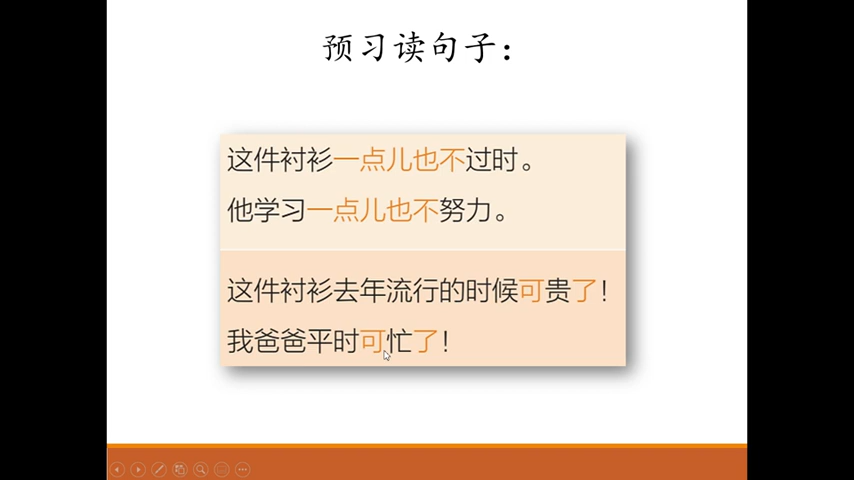 预习读句子：
这件衬衫一点儿也不过时。
他学习一点儿也不努力。
这件衬衫去年流行的时候可贵了！
我爸爸平时可忙了！